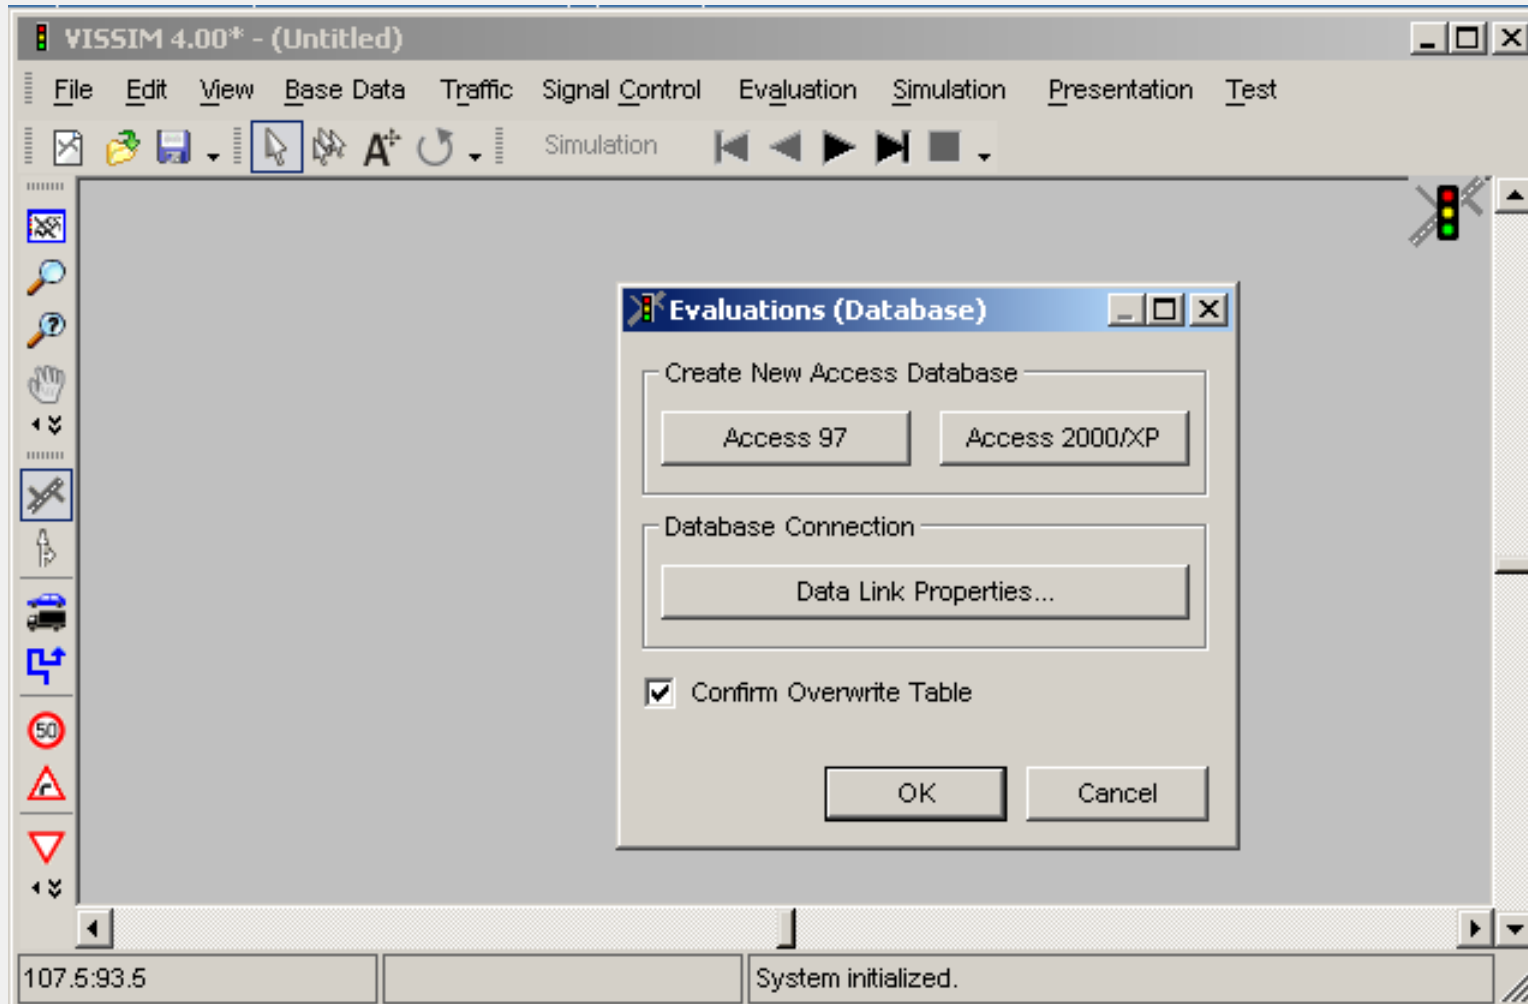 VISSIM 4.00* - (Untitled)
File Edit View Base Data Traffic Signal Control Evaluation Simulation Presentation Test
A Simulation
Evaluations (Database)
Create New Access Database
Access 97 Access 2000/XP
Database Connection
Data Link Properties...
Confirm Overwrite Table
50
OK Cancel
107.5:93.5 System initialized.